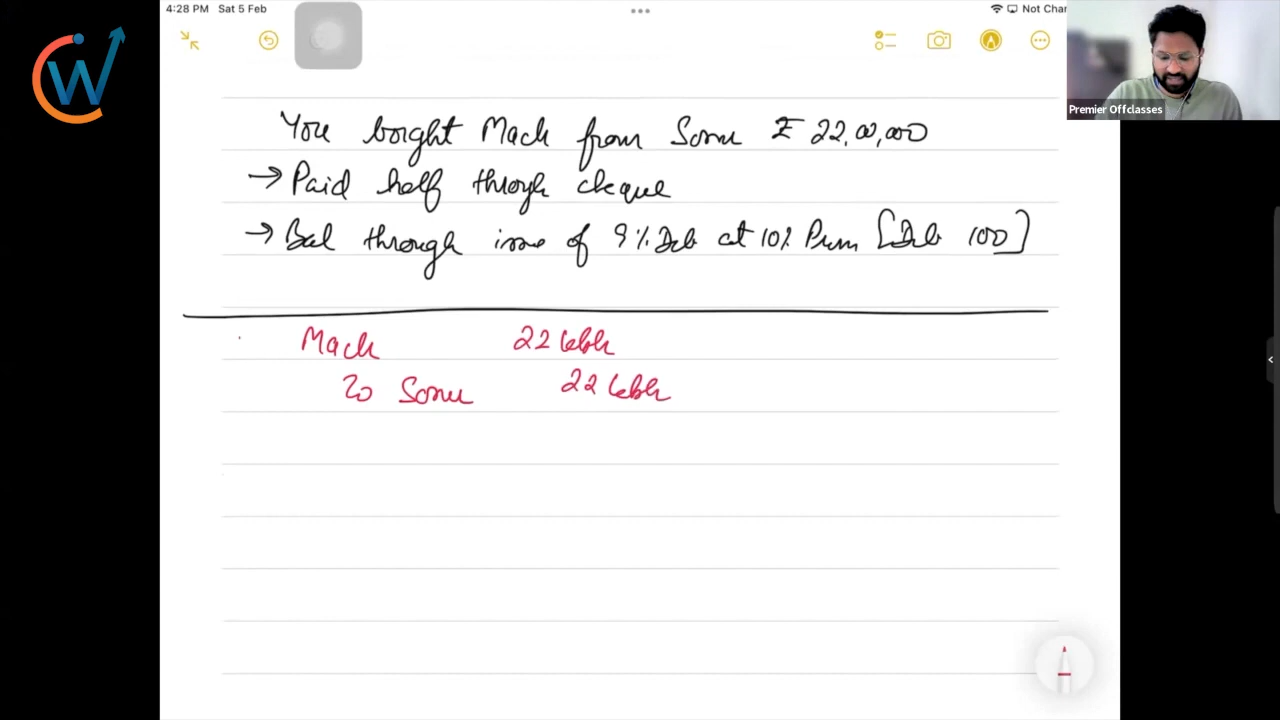 4:28 PM Sat 5 Feb
Not Char
Premier Offclasses
W
You bought Mach from Sonu ₹ 22,00,000
→ Paid half through cheque
→ Bal through issue of 9% Deb at 10% Prem [Deb 100]
Mach 22 lakh
To Sonu 22 lakh